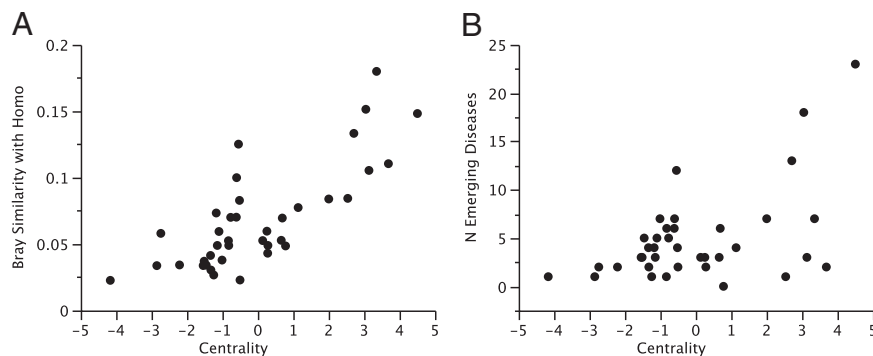 A
Bray Similarity with Homo
0.2
0.15
0.1
0.05
0
−5 −4 −3 −2 −1 0 1 2 3 4 5
Centrality
B
N Emerging Diseases
25
20
15
10
5
0
−5 −4 −3 −2 −1 0 1 2 3 4 5
Centrality